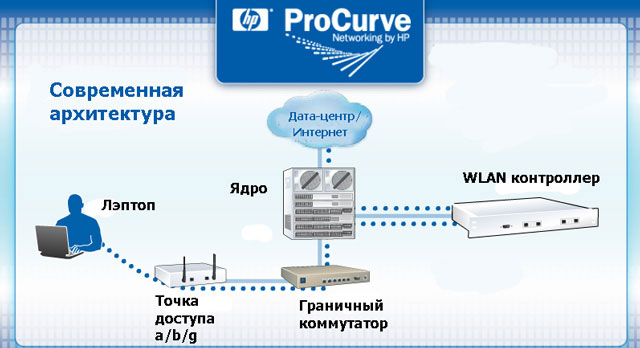 hp
ProCurve
Networking by HP
Современная
архитектура
Дата-центр/
Интернет
Ядро
WLAN контроллер
Лэптоп
Точка
доступа
a/b/g
Граничный
коммутатор